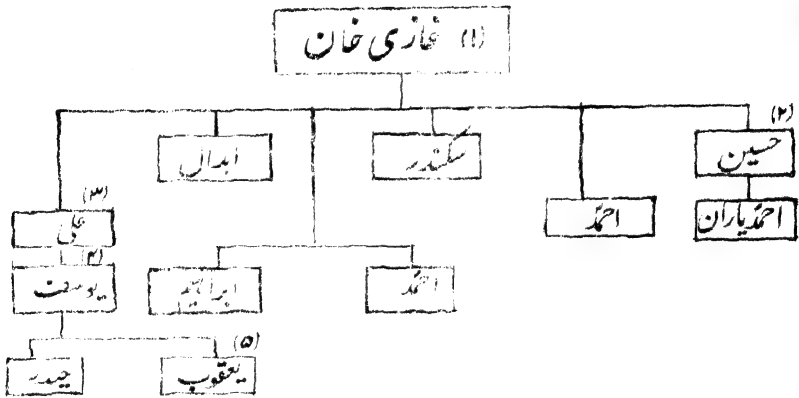 (۱) غازی خان
(۲)
حسین
سکندر
ابدال
احمد یاران
احمد
(۳)
علی
(۴)
یوسف
احمد
ابراہیم
(۵)
یعقوب
حیدر